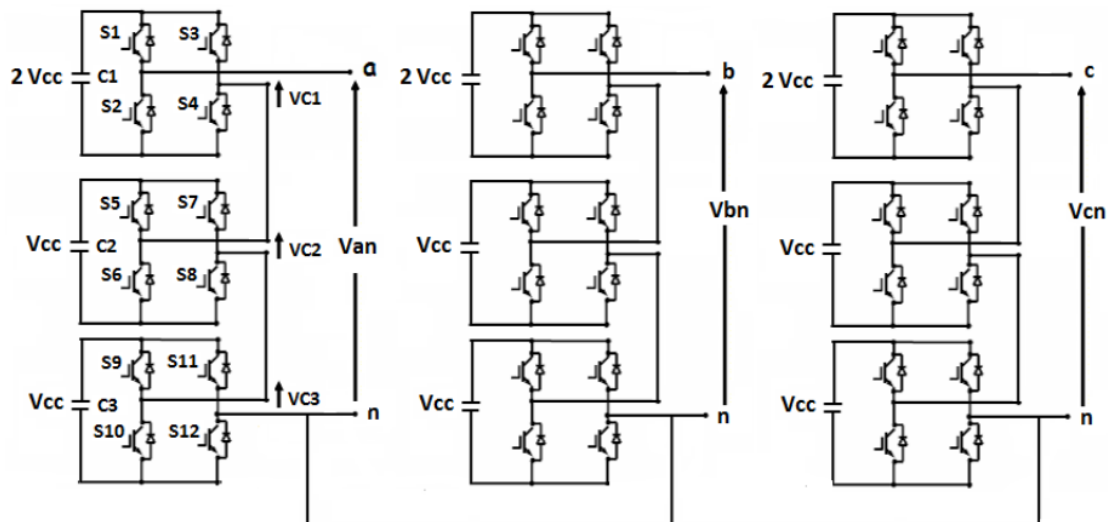 S1 S3
2 Vcc C1 a
VC1
S2 S4
S5 S7
Vcc C2 VC2 Van
S6 S8
S9 S11
Vcc C3 VC3
n
S10 S12
2 Vcc b
Vcc Vbn
Vcc n
2 Vcc c
Vcc Vcn
Vcc n